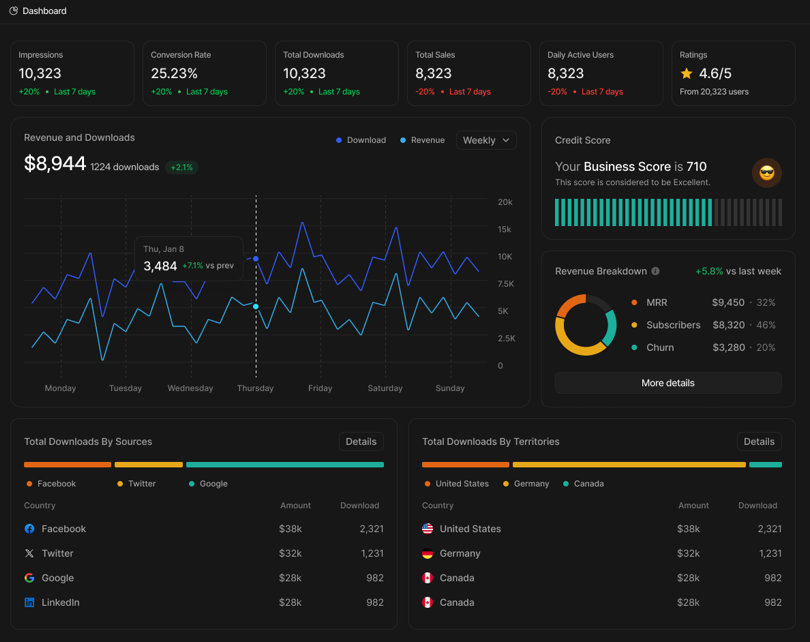 Dashboard
Impressions
10,323
+20% • Last 7 days
Conversion Rate
25.23%
+20% • Last 7 days
Total Downloads
10,323
+20% • Last 7 days
Total Sales
8,323
-20% • Last 7 days
Daily Active Users
8,323
-20% • Last 7 days
Ratings
4.6/5
From 20,323 users
Revenue and Downloads
$8,944 1224 downloads +2.1%
Download Revenue Weekly
20k
15k
10K
7.5K
5K
2.5K
0
Thu, Jan 8
3,484 +7.1% vs prev
Monday Tuesday Wednesday Thursday Friday Saturday Sunday
Credit Score
Your Business Score is 710
This score is considered to be Excellent.
Revenue Breakdown +5.8% vs last week
MRR $9,450 · 32%
Subscribers $8,320 · 46%
Churn $3,280 · 20%
More details
Total Downloads By Sources Details
Facebook Twitter Google
Country Amount Download
Facebook $38k 2,321
Twitter $32k 1,231
Google $28k 982
LinkedIn $28k 982
Total Downloads By Territories Details
United States Germany Canada
Country Amount Download
United States $38k 2,321
Germany $32k 1,231
Canada $28k 982
Canada $28k 982